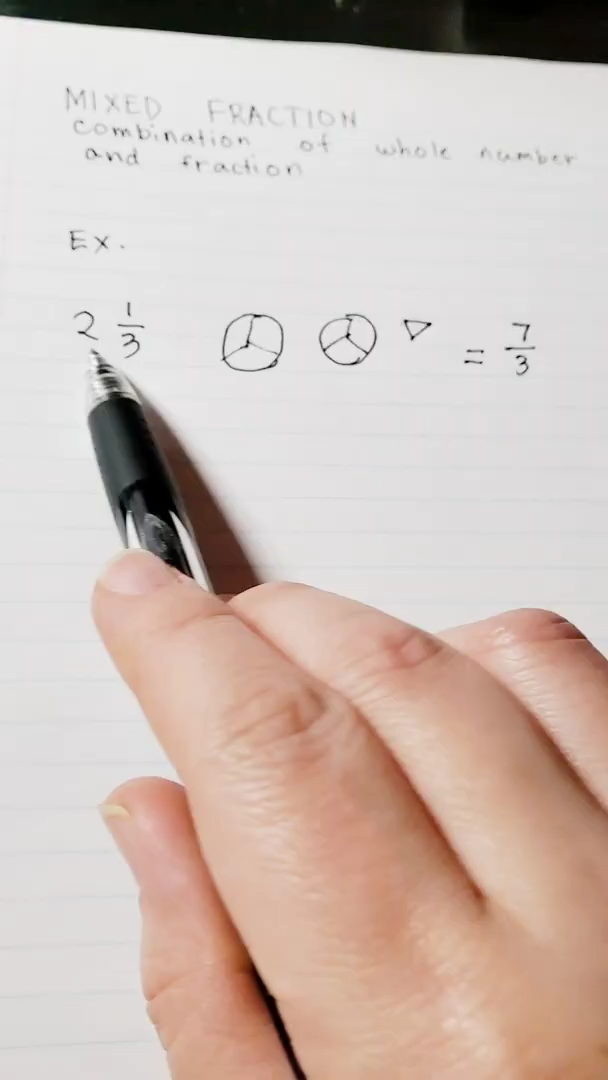 MIXED FRACTION
combination of whole number
and fraction
Ex.
2 1/3 = 7/3